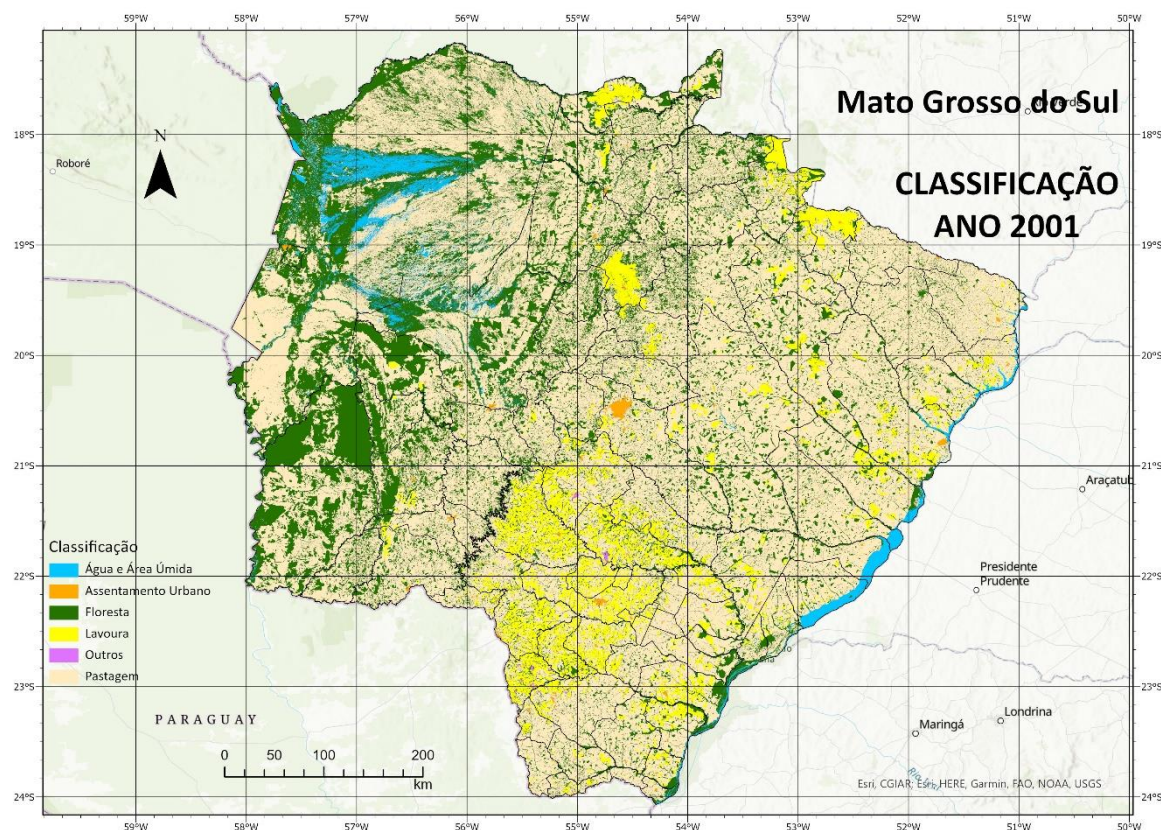 59°W 58°W 57°W 56°W 55°W 54°W 53°W 52°W 51°W 50°W
Mato Grosso do Sul
CLASSIFICAÇÃO
ANO 2001
N
Roboré
18°S 18°S
19°S 19°S
20°S 20°S
21°S 21°S
Araçatub
22°S 22°S
Presidente
Prudente
23°S 23°S
Classificação
Água e Área Úmida
Assentamento Urbano
Floresta
Lavoura
Outros
Pastagem
PARAGUAY
Maringá
Londrina
0 50 100 200
km
Esri, CGIAR, Esri, HERE, Garmin, FAO, NOAA, USGS
24°S 24°S
59°W 58°W 57°W 56°W 55°W 54°W 53°W 52°W 51°W 50°W